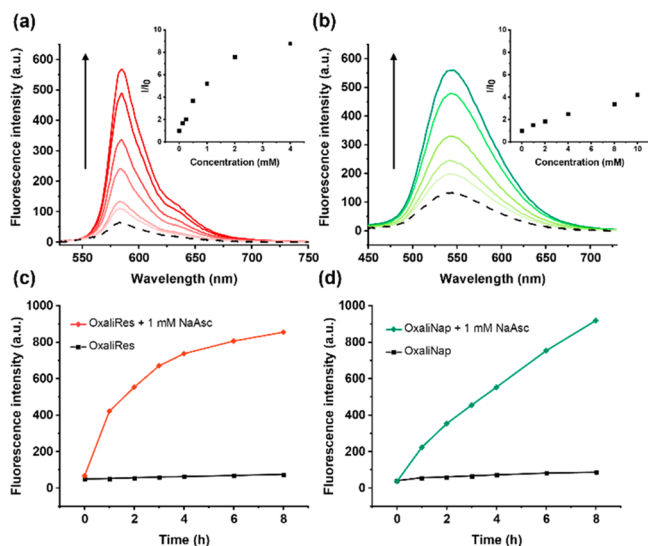 (a)
Fluorescence intensity (a.u.)
600
500
400
300
200
100
0
550 600 650 700 750
Wavelength (nm)
I/I0
10
8
6
4
2
0
0 1 2 3 4
Concentration (mM)
(b)
Fluorescence intensity (a.u.)
600
500
400
300
200
100
0
450 500 550 600 650 700
Wavelength (nm)
I/I0
10
8
6
4
2
0
0 2 4 6 8 10
Concentration (mM)
(c)
Fluorescence intensity (a.u.)
1000
800
600
400
200
0
OxaliRes + 1 mM NaAsc
OxaliRes
0 2 4 6 8
Time (h)
(d)
Fluorescence intensity (a.u.)
1000
800
600
400
200
0
OxaliNap + 1 mM NaAsc
OxaliNap
0 2 4 6 8
Time (h)